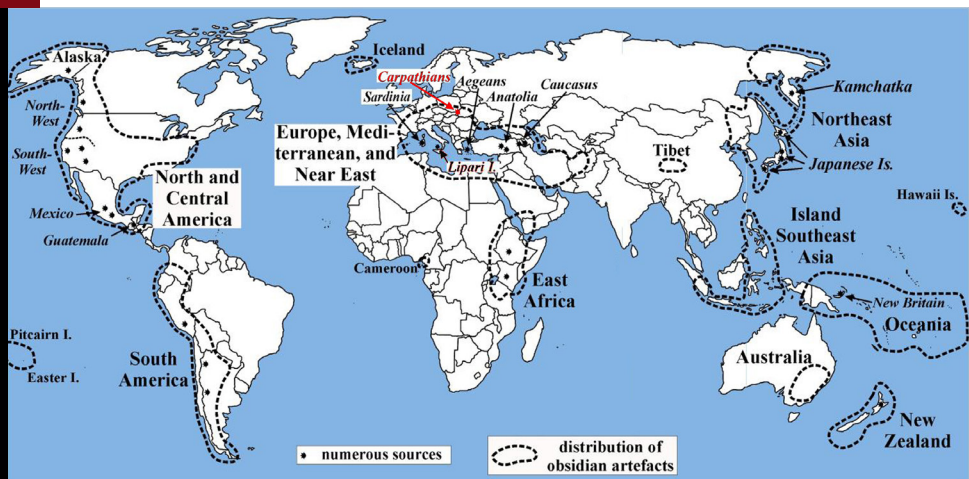 Alaska
Iceland
Carpathians
Aegeans
Sardinia
Anatolia
Caucasus
Kamchatka
North-
West
Northeast
Asia
Europe, Medi-
terranean, and
Near East
South-
West
Tibet
Japanese Is.
Lipari I.
North and
Central
America
Hawaii Is.
Mexico
Island
Southeast
Asia
Guatemala
Cameroon
East
Africa
New Britain
Oceania
Pitcairn I.
Easter I.
South
America
Australia
New
Zealand
numerous sources
distribution of
obsidian artefacts